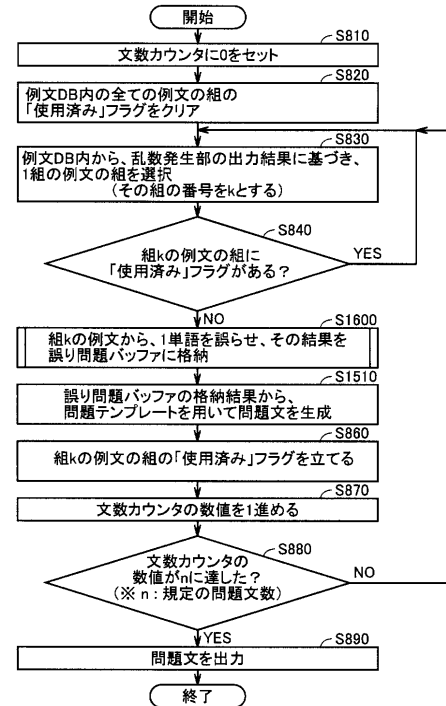 開始
S810
文数カウンタに0をセット
S820
例文DB内の全ての例文の組の
「使用済み」フラグをクリア
S830
例文DB内から、乱数発生部の出力結果に基づき、
1組の例文の組を選択
(その組の番号をkとする)
S840
組kの例文の組に
「使用済み」フラグがある?
YES
NO
S1600
組kの例文から、1単語を誤らせ、その結果を
誤り問題バッファに格納
S1510
誤り問題バッファの格納結果から、
問題テンプレートを用いて問題文を生成
S860
組kの例文の組の「使用済み」フラグを立てる
S870
文数カウンタの数値を1進める
S880
文数カウンタの
数値がnに達した?
(※ n:規定の問題文数)
NO
YES
S890
問題文を出力
終了